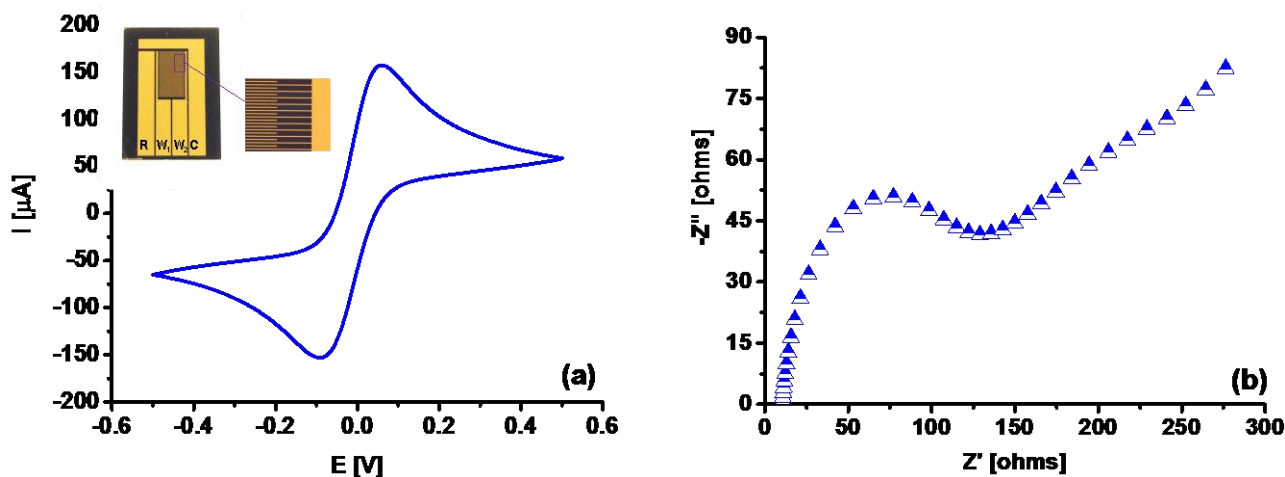 200
150
100
50
0
-50
-100
-150
-200
I [µA]
R W₁ W₂ C
(a)
-0.6 -0.4 -0.2 0.0 0.2 0.4 0.6
E [V]
90
75
60
45
30
15
0
-Z" [ohms]
(b)
0 50 100 150 200 250 300
Z' [ohms]